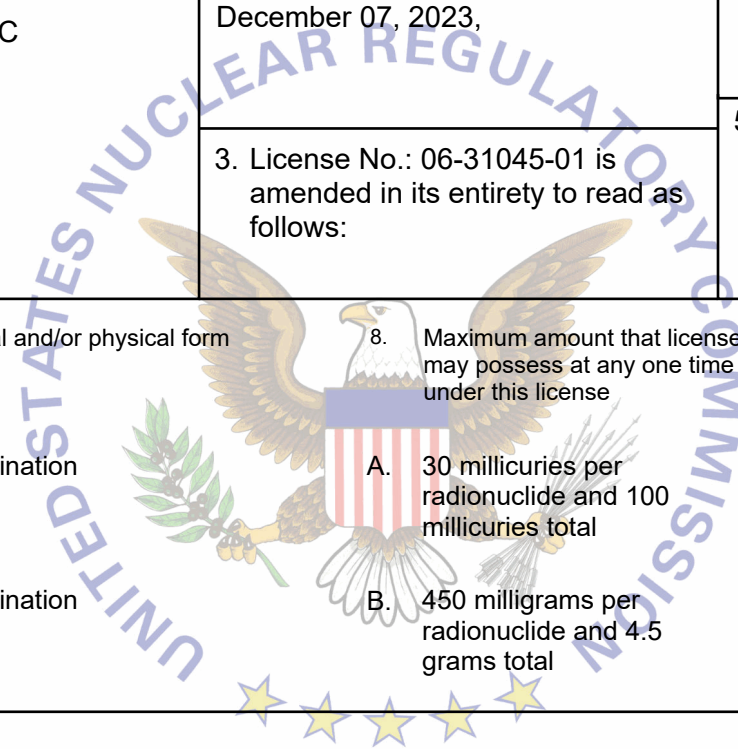 C
December 07, 2023,
3. License No.: 06-31045-01 is
amended in its entirety to read as
follows:
5
l and/or physical form
8. Maximum amount that license
may possess at any one time
under this license
ination
A. 30 millicuries per
radionuclide and 100
millicuries total
ination
B. 450 milligrams per
radionuclide and 4.5
grams total
UNITED STATES NUCLEAR REGULATORY COMMISSION